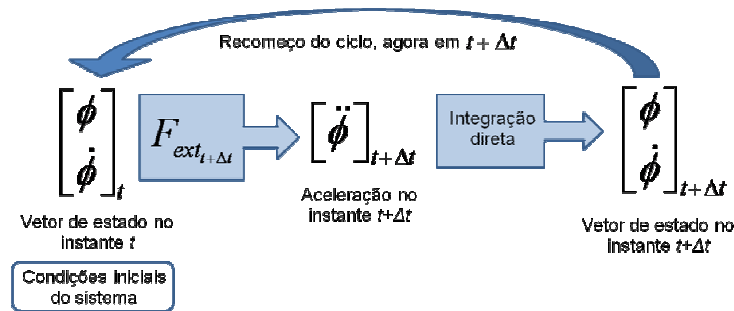 Recomeço do ciclo, agora em t + Δt
[ϕ ϕ̇]t
F ext t+Δt
[ϕ̈]t+Δt
Integração
direta
[ϕ ϕ̇]t+Δt
Vetor de estado no
instante t
Aceleração no
instante t+Δt
Vetor de estado no
instante t+Δt
Condições iniciais
do sistema